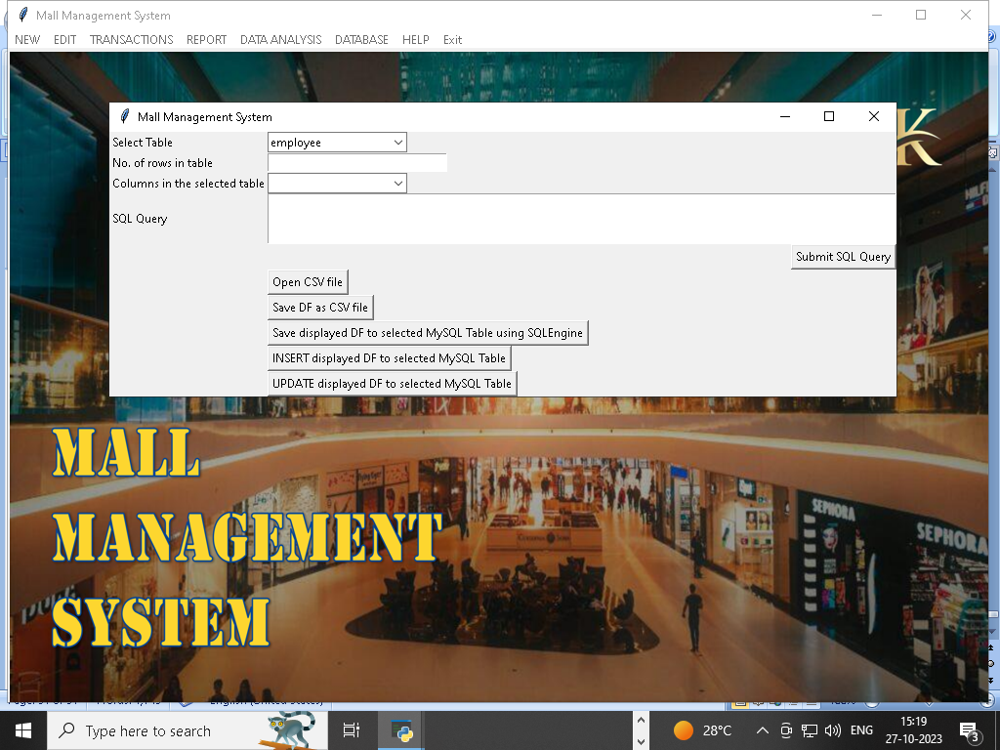 Mall Management System
NEW EDIT TRANSACTIONS REPORT DATA ANALYSIS DATABASE HELP Exit
K
Mall Management System
Select Table employee
No. of rows in table
Columns in the selected table
SQL Query
Submit SQL Query
Open CSV file
Save DF as CSV file
Save displayed DF to selected MySQL Table using SQLEngine
INSERT displayed DF to selected MySQL Table
UPDATE displayed DF to selected MySQL Table
MALL
MANAGEMENT
SYSTEM
SEPHORA
SEPHORA
Type here to search
28°C
ENG
15:19
27-10-2023
3